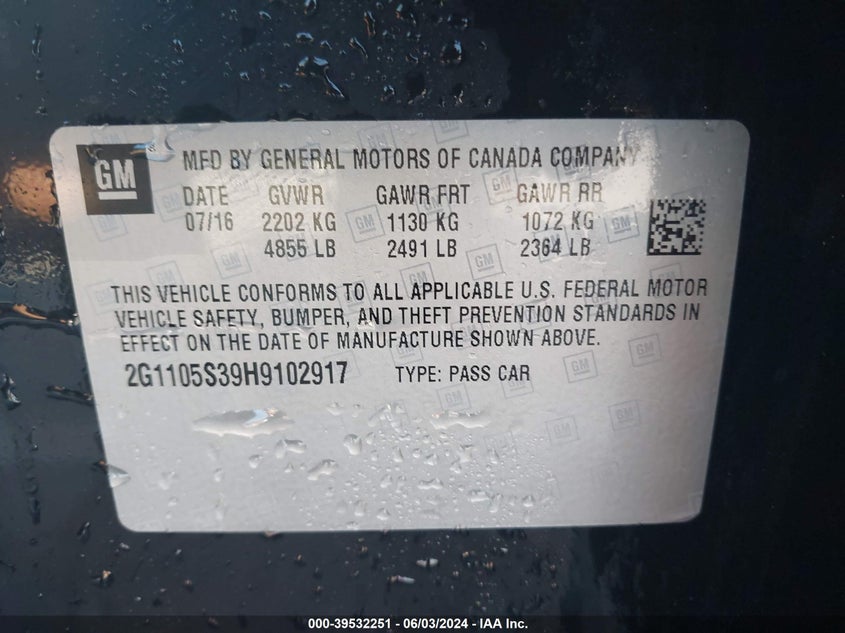 GM
MFD BY GENERAL MOTORS OF CANADA COMPANY
DATE GVWR GAWR FRT GAWR RR
07/16 2202 KG 1130 KG 1072 KG
4855 LB 2491 LB 2364 LB
THIS VEHICLE CONFORMS TO ALL APPLICABLE U.S. FEDERAL MOTOR
VEHICLE SAFETY, BUMPER, AND THEFT PREVENTION STANDARDS IN
EFFECT ON THE DATE OF MANUFACTURE SHOWN ABOVE.
2G1105S39H9102917 TYPE: PASS CAR
000-39532251 - 06/03/2024 - IAA Inc.